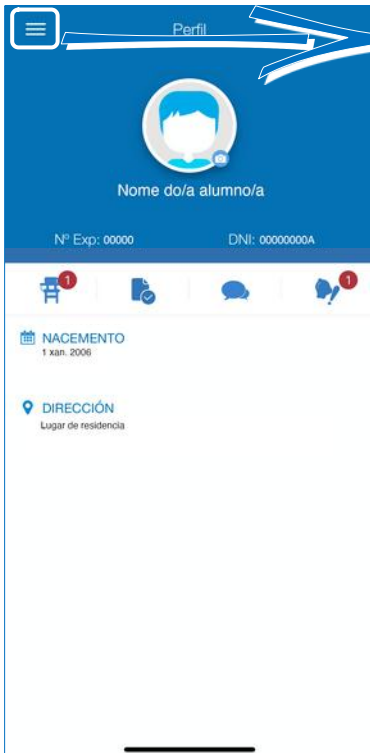 Perfil
Nome do/a alumno/a
Nº Exp: 00000 DNI: 00000000A
1 1
NACEMENTO
1 xan. 2006
DIRECCIÓN
Lugar de residencia